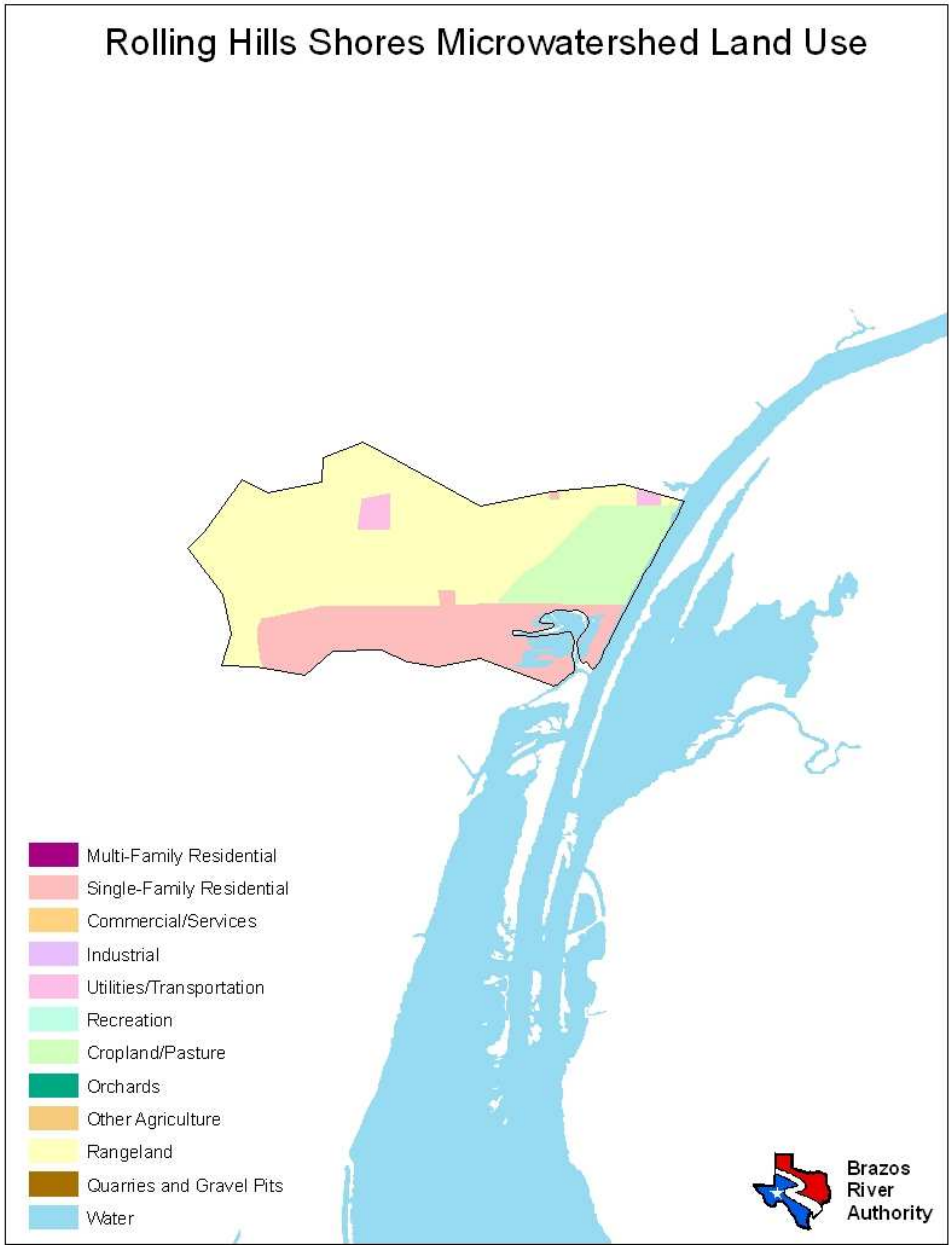 Rolling Hills Shores Microwatershed Land Use
Multi-Family Residential
Single-Family Residential
Commercial/Services
Industrial
Utilities/Transportation
Recreation
Cropland/Pasture
Orchards
Other Agriculture
Rangeland
Quarries and Gravel Pits
Water
Brazos
River
Authority